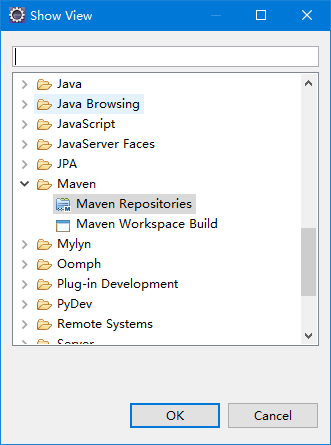 Show View
Java
Java Browsing
JavaScript
JavaServer Faces
JPA
Maven
Maven Repositories
Maven Workspace Build
Mylyn
Oomph
Plug-in Development
PyDev
Remote Systems
Server
OK
Cancel